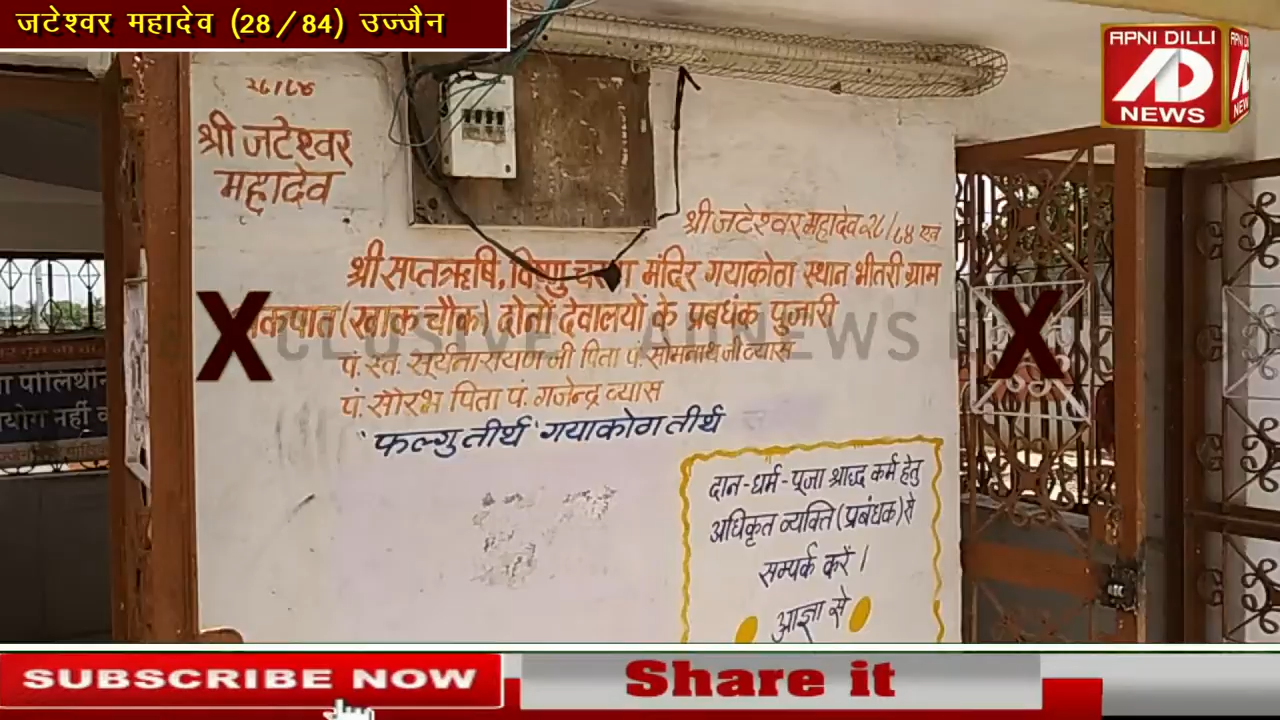 जटेश्वर महादेव (28/84) उज्जैन
APNI DILLI
AD
NEWS
२८/८४
श्री जटेश्वर
महादेव
श्री जटेश्वर महादेव २८/८४ एवं
श्री सप्तऋषि, विष्णु मंदिर गयाकोठा स्थान भीतरी ग्राम
(खाक चौक) दोनों देवालयों के प्रबंधक पुजारी
पं. स्व. सूर्यनारायण जी पिता पं. सोमनाथ जी व्यास
पं. सौरभ पिता पं. गजेन्द्र व्यास
"फल्गु तीर्थ" गयाकोठा तीर्थ
दान-धर्म-पूजा श्राद्ध कर्म हेतु
अधिकृत व्यक्ति (प्रबंधक) से
सम्पर्क करें।
आज्ञा से
पॉलिथीन
नहीं
X
X
SUBSCRIBE NOW
Share it